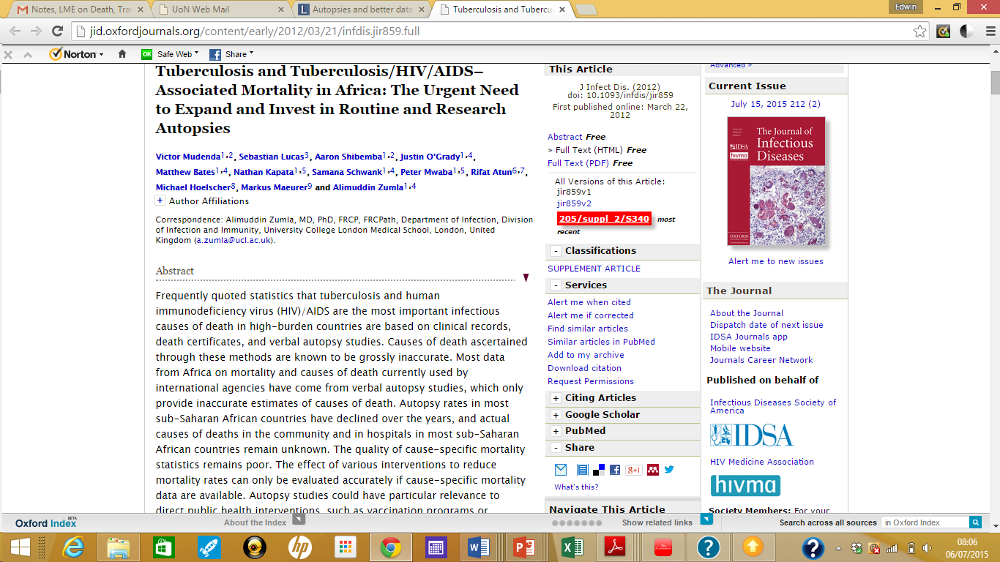 Notes, LME on Death, Tra
UoN Web Mail
Autopsies and better data
Tuberculosis and Tubercu
Edwin
jid.oxfordjournals.org/content/early/2012/03/21/infdis.jir859.full
Norton
OK
Safe Web
Share
Tuberculosis and Tuberculosis/HIV/AIDS–
Associated Mortality in Africa: The Urgent Need
to Expand and Invest in Routine and Research
Autopsies
Victor Mudenda1,2, Sebastian Lucas3, Aaron Shibemba1,2, Justin O'Grady1,4,
Matthew Bates1,4, Nathan Kapata1,5, Samana Schwank1,4, Peter Mwaba1,5, Rifat Atun6,7,
Michael Hoelscher8, Markus Maeurer9 and Alimuddin Zumla1,4
+ Author Affiliations
Correspondence: Alimuddin Zumla, MD, PhD, FRCP, FRCPath, Department of Infection, Division
of Infection and Immunity, University College London Medical School, London, United
Kingdom (a.zumla@ucl.ac.uk).
Abstract
Frequently quoted statistics that tuberculosis and human
immunodeficiency virus (HIV)/AIDS are the most important infectious
causes of death in high-burden countries are based on clinical records,
death certificates, and verbal autopsy studies. Causes of death ascertained
through these methods are known to be grossly inaccurate. Most data
from Africa on mortality and causes of death currently used by
international agencies have come from verbal autopsy studies, which only
provide inaccurate estimates of causes of death. Autopsy rates in most
sub-Saharan African countries have declined over the years, and actual
causes of deaths in the community and in hospitals in most sub-Saharan
African countries remain unknown. The quality of cause-specific mortality
statistics remains poor. The effect of various interventions to reduce
mortality rates can only be evaluated accurately if cause-specific mortality
data are available. Autopsy studies could have particular relevance to
direct public health interventions, such as vaccination programs or
This Article
J Infect Dis. (2012)
doi: 10.1093/infdis/jir859
First published online: March 22,
2012
Abstract Free
» Full Text (HTML) Free
Full Text (PDF) Free
All Versions of this Article:
jir859v1
jir859v2
205/suppl_2/S340 most
recent
- Classifications
SUPPLEMENT ARTICLE
- Services
Alert me when cited
Alert me if corrected
Find similar articles
Similar articles in PubMed
Add to my archive
Download citation
Request Permissions
+ Citing Articles
+ Google Scholar
+ PubMed
- Share
g+1
What's this?
Navigate This Article
Advanced »
Current Issue
July 15, 2015 212 (2)
The Journal of
Infectious
Diseases
IDSA
hivma
OXFORD
Alert me to new issues
The Journal
About the Journal
Dispatch date of next issue
IDSA Journals app
Mobile website
Journals Career Network
Published on behalf of
Infectious Diseases Society of
America
IDSA
HIV Medicine Association
hivma
Society Members: For your
Oxford Index BETA
About the Index
Show related links
Search across all sources
in Oxford Index
hp
08:06
06/07/2015